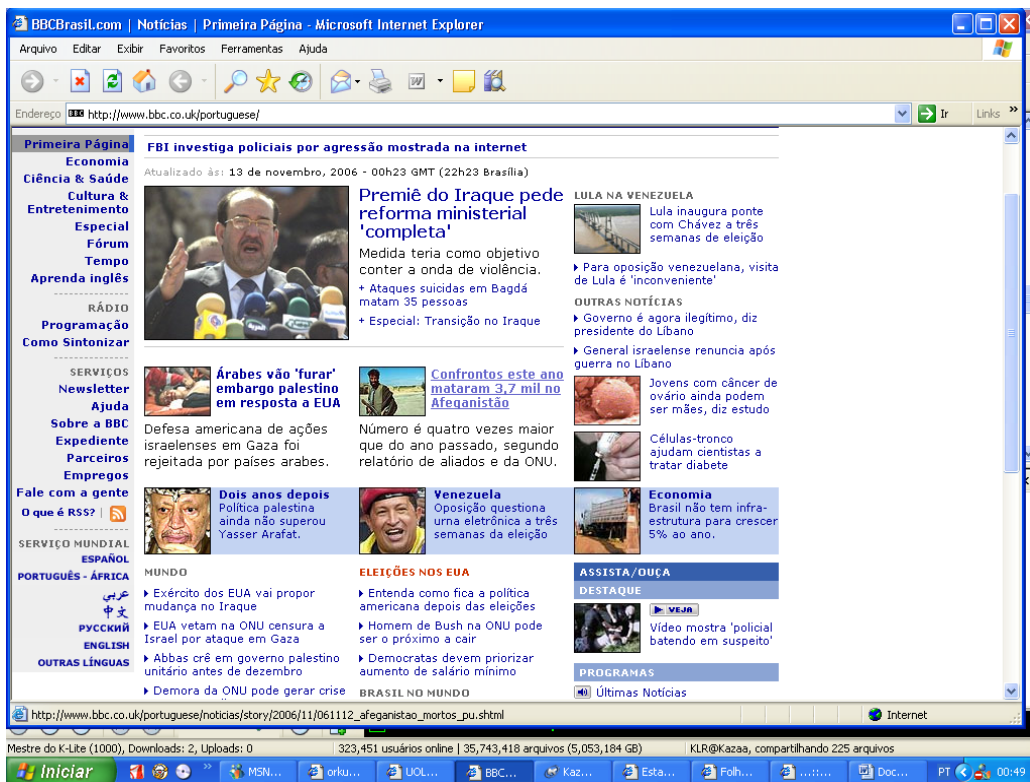 BBCBrasil.com | Notícias | Primeira Página - Microsoft Internet Explorer
Arquivo Editar Exibir Favoritos Ferramentas Ajuda
Endereço BBC http://www.bbc.co.uk/portuguese/ Ir Links »
Primeira Página
Economia
Ciência & Saúde
Cultura &
Entretenimento
Especial
Fórum
Tempo
Aprenda inglês
RÁDIO
Programação
Como Sintonizar
SERVIÇOS
Newsletter
Ajuda
Sobre a BBC
Expediente
Parceiros
Empregos
Fale com a gente
O que é RSS? |
SERVIÇO MUNDIAL
ESPAÑOL
PORTUGUÊS - ÁFRICA
عربي
中文
РУССКИЙ
ENGLISH
OUTRAS LÍNGUAS
FBI investiga policiais por agressão mostrada na internet
Atualizado às: 13 de novembro, 2006 - 00h23 GMT (22h23 Brasília)
Premiê do Iraque pede
reforma ministerial
'completa'
Medida teria como objetivo
conter a onda de violência.
+ Ataques suicidas em Bagdá
matam 35 pessoas
+ Especial: Transição no Iraque
Árabes vão 'furar'
embargo palestino
em resposta a EUA
Defesa americana de ações
israelenses em Gaza foi
rejeitada por países arabes.
Confrontos este ano
mataram 3,7 mil no
Afeganistão
Número é quatro vezes maior
que do ano passado, segundo
relatório de aliados e da ONU.
LULA NA VENEZUELA
Lula inaugura ponte
com Chávez a três
semanas de eleição
Para oposição venezuelana, visita
de Lula é 'inconveniente'
OUTRAS NOTÍCIAS
Governo é agora ilegítimo, diz
presidente do Líbano
General israelense renuncia após
guerra no Líbano
Jovens com câncer de
ovário ainda podem
ser mães, diz estudo
Células-tronco
ajudam cientistas a
tratar diabete
Dois anos depois
Política palestina
ainda não superou
Yasser Arafat.
Venezuela
Oposição questiona
urna eletrônica a três
semanas da eleição
Economia
Brasil não tem infra-
estrutura para crescer
5% ao ano.
MUNDO
Exército dos EUA vai propor
mudança no Iraque
EUA vetam na ONU censura a
Israel por ataque em Gaza
Abbas crê em governo palestino
unitário antes de dezembro
Demora da ONU pode gerar crise
ELEIÇÕES NOS EUA
Entenda como fica a política
americana depois das eleições
Homem de Bush na ONU pode
ser o próximo a cair
Democratas devem priorizar
aumento de salário mínimo
BRASIL NO MUNDO
ASSISTA/OUÇA
DESTAQUE
VEJA
Vídeo mostra 'policial
batendo em suspeito'
PROGRAMAS
Últimas Notícias
http://www.bbc.co.uk/portuguese/noticias/story/2006/11/061112_afeganistao_mortos_pu.shtml Internet
Mestre do K-Lite (1000), Downloads: 2, Uploads: 0 323,451 usuários online | 35,743,418 arquivos (5,053,184 GB) KLR@Kazaa, compartilhando 225 arquivos
Iniciar » MSN... orku... UOL... BBC... Kaz... Esta... Folh... ...::... Doc... PT 00:49